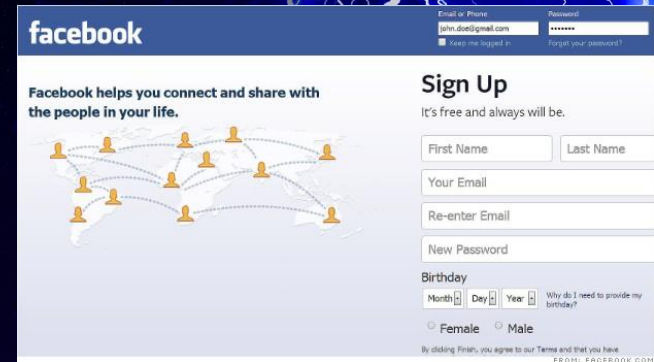 Email or Phone
Password
facebook
john.doe@gmail.com
•••••••
Keep me logged in
Forgot your password?
Facebook helps you connect and share with
the people in your life.
Sign Up
It's free and always will be.
First Name
Last Name
Your Email
Re-enter Email
New Password
Birthday
Month
Day
Year
Why do I need to provide my
birthday?
Female
Male
By clicking Finish, you agree to our Terms and that you have
FROM: FACEBOOK.COM